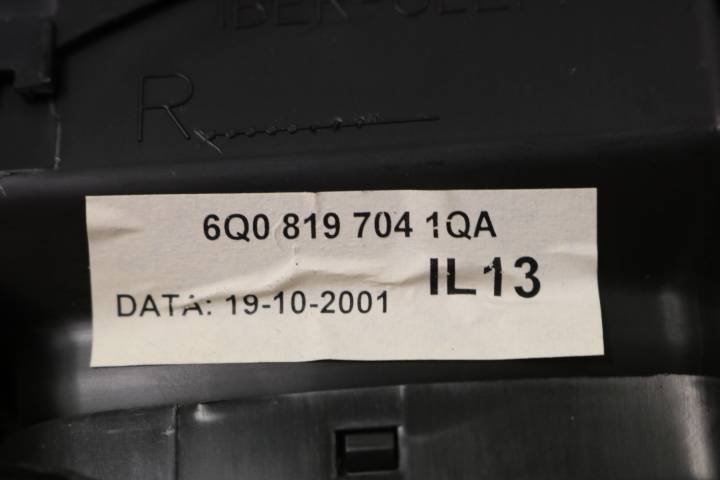 R
6Q0 819 704 1QA
IL13
DATA: 19-10-2001